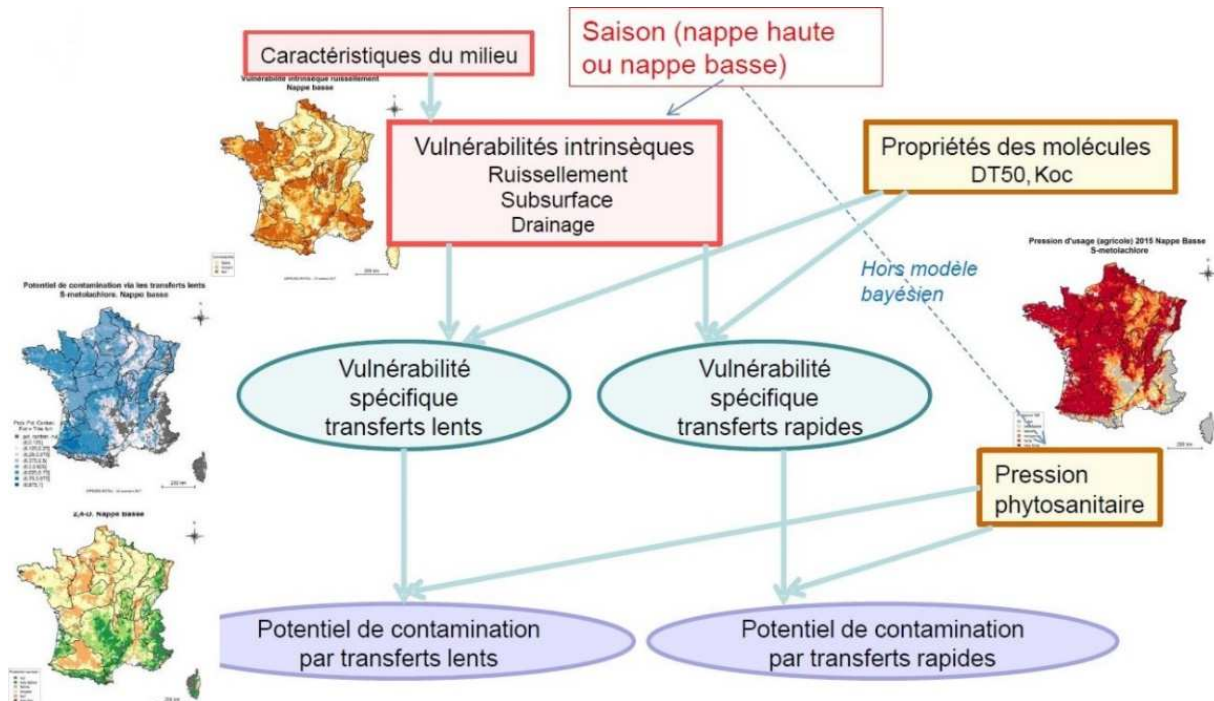 Caractéristiques du milieu
Saison (nappe haute
ou nappe basse)
Vulnérabilité intrinsèque ruissellement
Nappe basse
Vulnérabilités intrinsèques
Ruissellement
Subsurface
Drainage
Propriétés des molécules
DT50, Koc
Hors modèle
bayésien
Pression d'usage (agricole) 2015 Nappe Basse
S-metolachlore
Potentiel de contamination via les transferts lents
S-metolachlore. Nappe basse
Vulnérabilité
spécifique
transferts lents
Vulnérabilité
spécifique
transferts rapides
Pression
phytosanitaire
2,4-D. Nappe Basse
Potentiel de contamination
par transferts lents
Potentiel de contamination
par transferts rapides